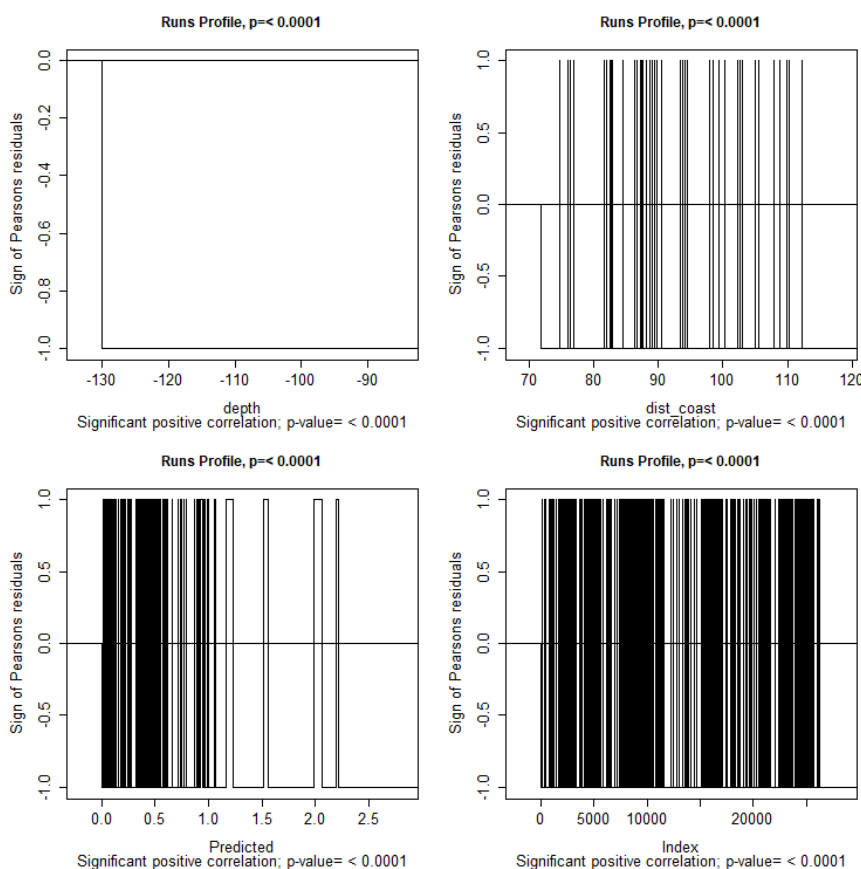 Runs Profile, p=< 0.0001
Sign of Pearsons residuals
0.0
-0.2
-0.4
-0.6
-0.8
-1.0
-130 -120 -110 -100 -90
depth
Significant positive correlation; p-value= < 0.0001
Runs Profile, p=< 0.0001
Sign of Pearsons residuals
1.0
0.5
0.0
-0.5
-1.0
70 80 90 100 110 120
dist_coast
Significant positive correlation; p-value= < 0.0001
Runs Profile, p=< 0.0001
Sign of Pearsons residuals
1.0
0.5
0.0
-0.5
-1.0
0.0 0.5 1.0 1.5 2.0 2.5
Predicted
Significant positive correlation; p-value= < 0.0001
Runs Profile, p=< 0.0001
Sign of Pearsons residuals
1.0
0.5
0.0
-0.5
-1.0
0 5000 10000 20000
Index
Significant positive correlation; p-value= < 0.0001